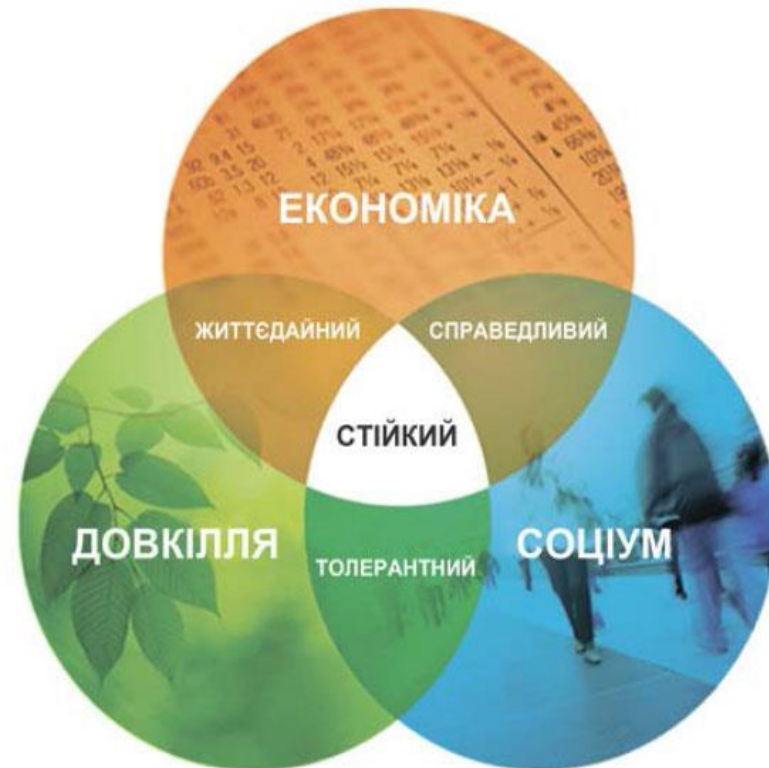 ЕКОНОМІКА
ЖИТТЄДАЙНИЙ
СПРАВЕДЛИВИЙ
СТІЙКИЙ
ДОВКІЛЛЯ
СОЦІУМ
ТОЛЕРАНТНИЙ